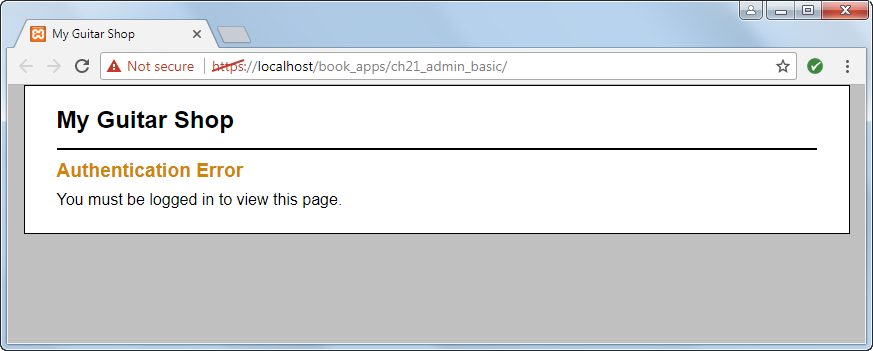 My Guitar Shop
Not secure https://localhost/book_apps/ch21_admin_basic/
My Guitar Shop
Authentication Error
You must be logged in to view this page.